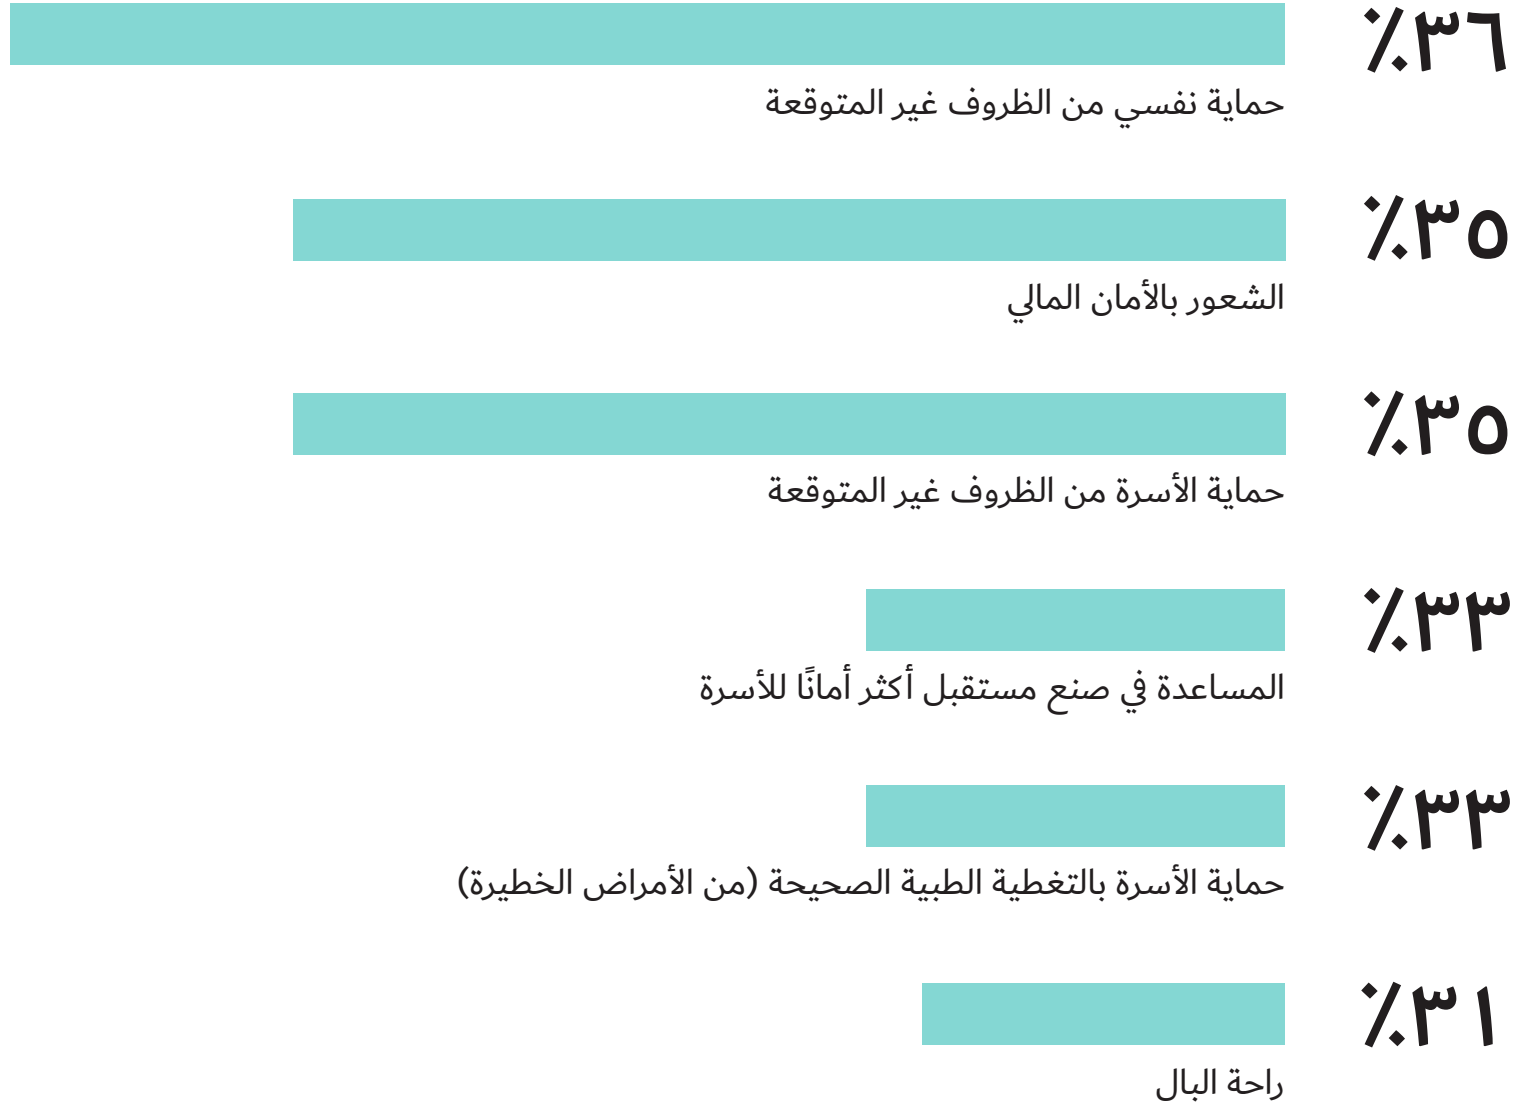 ٣٦٪
حماية نفسي من الظروف غير المتوقعة
٣٥٪
الشعور بالأمان المالي
٣٥٪
حماية الأسرة من الظروف غير المتوقعة
٣٣٪
المساعدة في صنع مستقبل أكثر أمانًا للأسرة
٣٣٪
حماية الأسرة بالتغطية الطبية الصحيحة (من الأمراض الخطيرة)
٣١٪
راحة البال